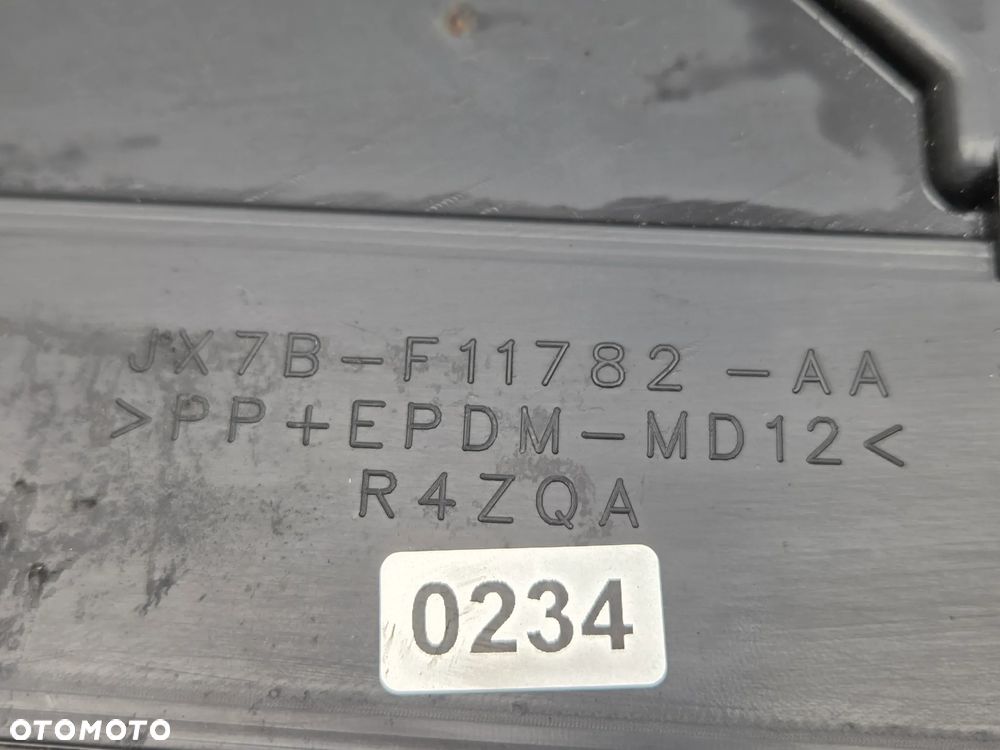 JX7B-F11782-AA
>PP+EPDM-MD12<
R4ZQA
0234
OTOMOTO